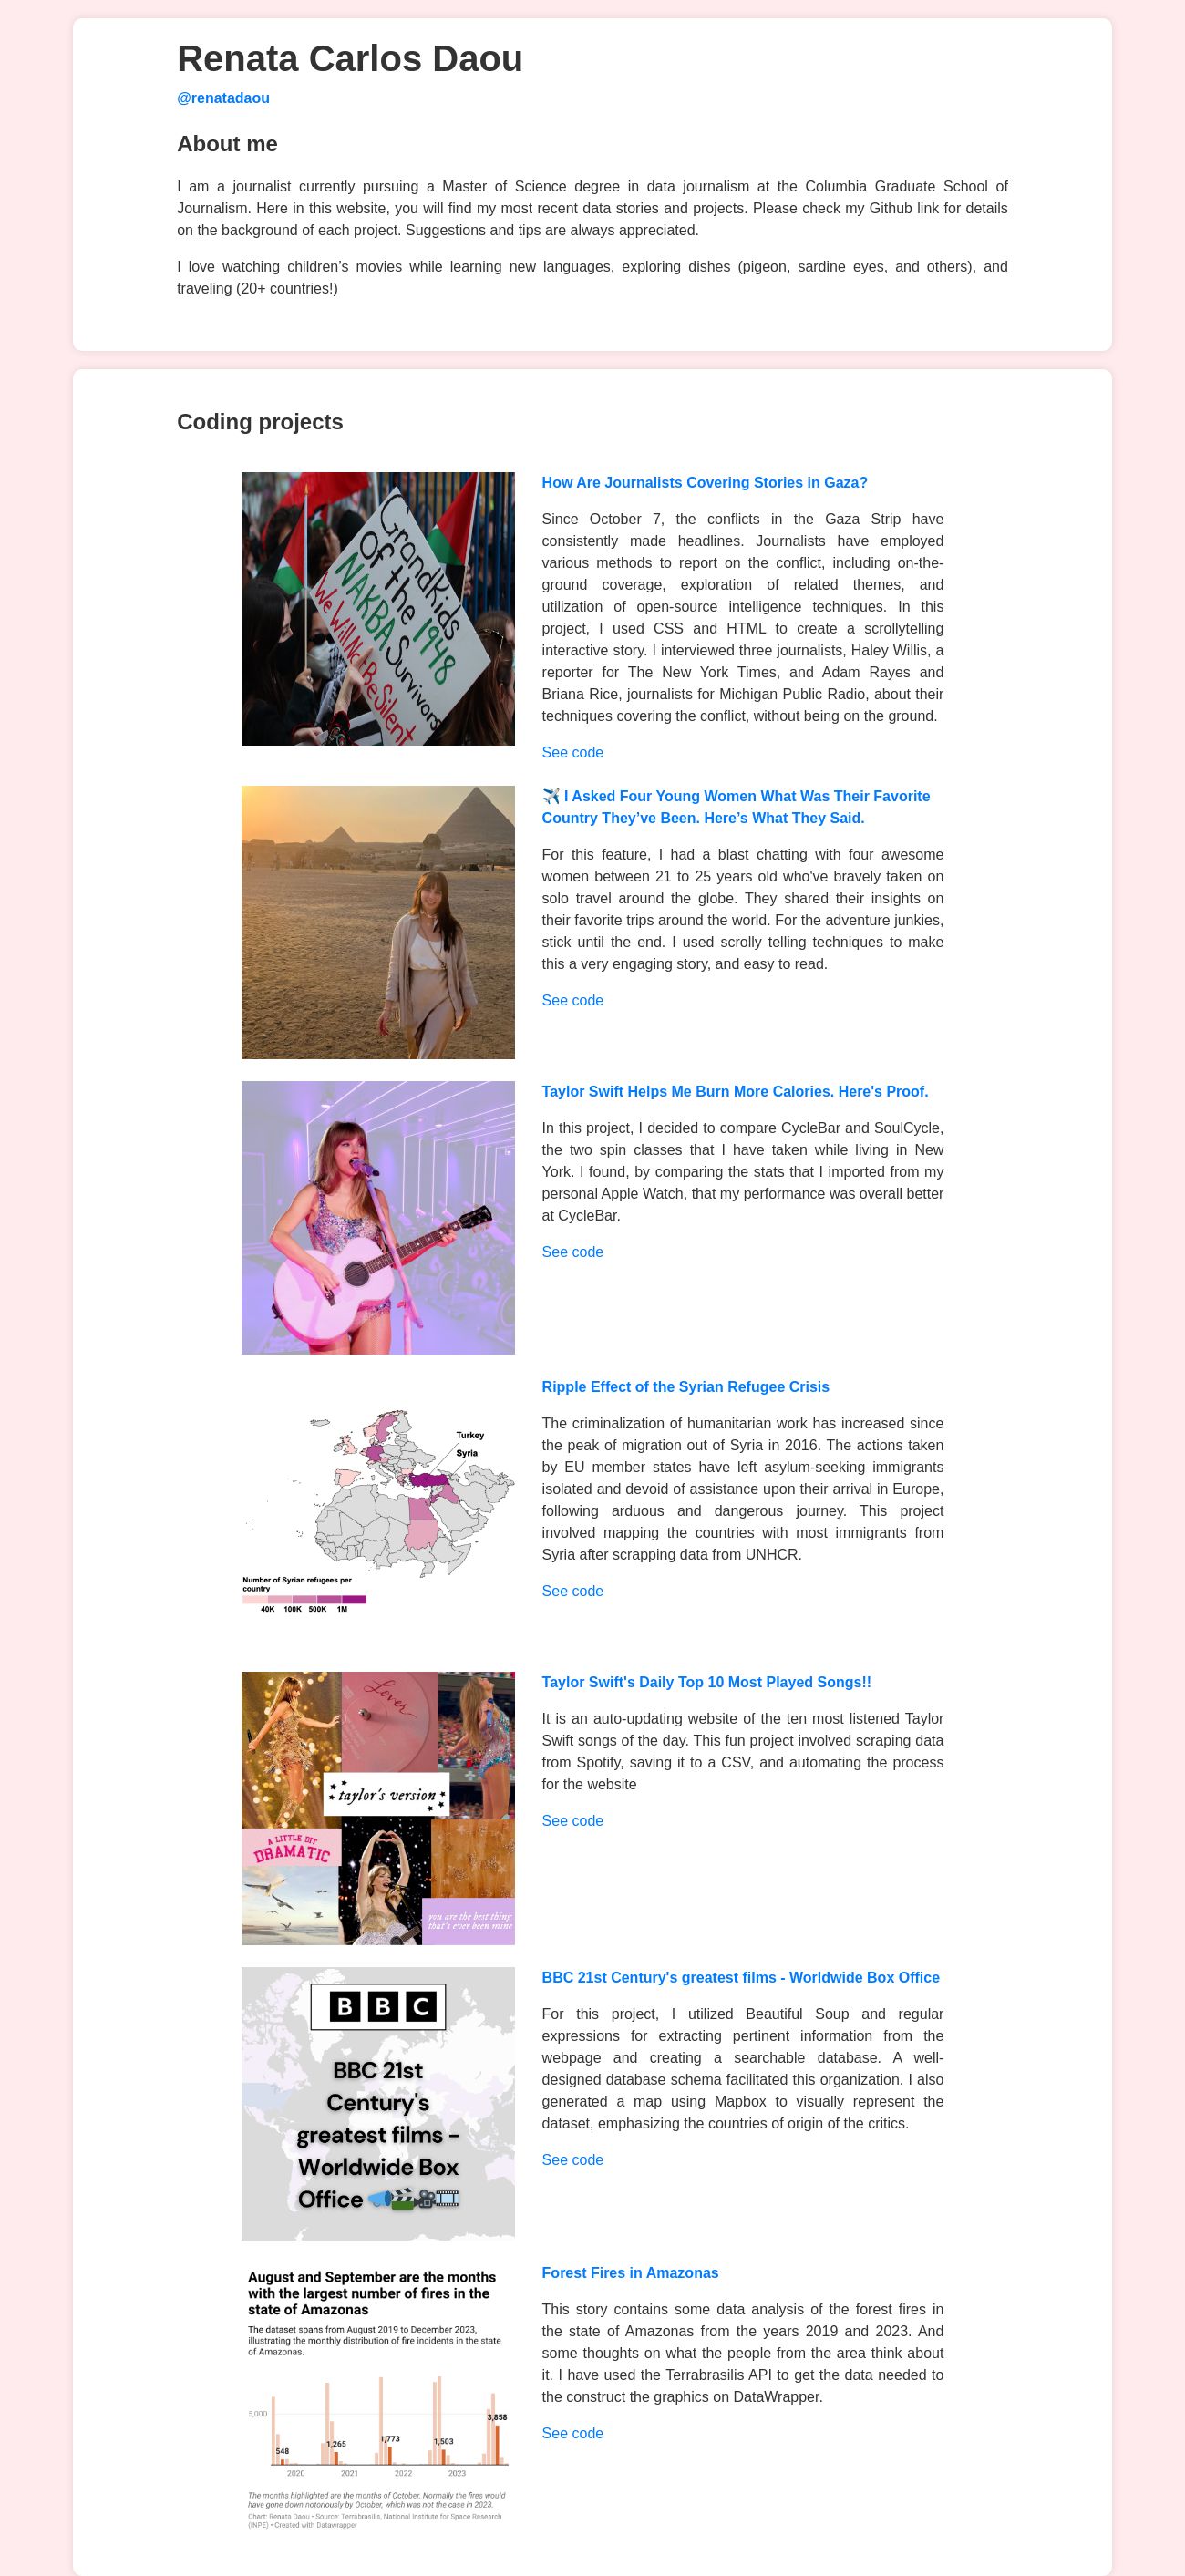 Renata Carlos Daou
@renatadaou
About me
I am a journalist currently pursuing a Master of Science degree in data journalism at the Columbia Graduate School of
Journalism. Here in this website, you will find my most recent data stories and projects. Please check my Github link for details
on the background of each project. Suggestions and tips are always appreciated.
I love watching children’s movies while learning new languages, exploring dishes (pigeon, sardine eyes, and others), and
traveling (20+ countries!)
Coding projects
Grandkids
of the 1948
NAKBA Survivors
We Will Not Be Silent
How Are Journalists Covering Stories in Gaza?
Since October 7, the conflicts in the Gaza Strip have
consistently made headlines. Journalists have employed
various methods to report on the conflict, including on-the-
ground coverage, exploration of related themes, and
utilization of open-source intelligence techniques. In this
project, I used CSS and HTML to create a scrollytelling
interactive story. I interviewed three journalists, Haley Willis, a
reporter for The New York Times, and Adam Rayes and
Briana Rice, journalists for Michigan Public Radio, about their
techniques covering the conflict, without being on the ground.
See code
✈️ I Asked Four Young Women What Was Their Favorite
Country They’ve Been. Here’s What They Said.
For this feature, I had a blast chatting with four awesome
women between 21 to 25 years old who've bravely taken on
solo travel around the globe. They shared their insights on
their favorite trips around the world. For the adventure junkies,
stick until the end. I used scrolly telling techniques to make
this a very engaging story, and easy to read.
See code
Taylor Swift Helps Me Burn More Calories. Here's Proof.
In this project, I decided to compare CycleBar and SoulCycle,
the two spin classes that I have taken while living in New
York. I found, by comparing the stats that I imported from my
personal Apple Watch, that my performance was overall better
at CycleBar.
See code
Turkey
Syria
Number of Syrian refugees per
country
40K 100K 500K 1M
Ripple Effect of the Syrian Refugee Crisis
The criminalization of humanitarian work has increased since
the peak of migration out of Syria in 2016. The actions taken
by EU member states have left asylum-seeking immigrants
isolated and devoid of assistance upon their arrival in Europe,
following arduous and dangerous journey. This project
involved mapping the countries with most immigrants from
Syria after scrapping data from UNHCR.
See code
Lover
taylor's version
A LITTLE BIT
DRAMATIC
you are the best thing
that's ever been mine
Taylor Swift's Daily Top 10 Most Played Songs!!
It is an auto-updating website of the ten most listened Taylor
Swift songs of the day. This fun project involved scraping data
from Spotify, saving it to a CSV, and automating the process
for the website
See code
BBC
BBC 21st
Century's
greatest films -
Worldwide Box
Office
BBC 21st Century's greatest films - Worldwide Box Office
For this project, I utilized Beautiful Soup and regular
expressions for extracting pertinent information from the
webpage and creating a searchable database. A well-
designed database schema facilitated this organization. I also
generated a map using Mapbox to visually represent the
dataset, emphasizing the countries of origin of the critics.
See code
August and September are the months
with the largest number of fires in the
state of Amazonas
The dataset spans from August 2019 to December 2023,
illustrating the monthly distribution of fire incidents in the state
of Amazonas.
5,000
548 1,265 1,773 1,503 3,858
2020 2021 2022 2023
The months highlighted are the months of October. Normally the fires would
have gone down notoriously by October, which was not the case in 2023.
Chart: Renata Daou • Source: Terrabrasilis, National Institute for Space Research
(INPE) • Created with Datawrapper
Forest Fires in Amazonas
This story contains some data analysis of the forest fires in
the state of Amazonas from the years 2019 and 2023. And
some thoughts on what the people from the area think about
it. I have used the Terrabrasilis API to get the data needed to
the construct the graphics on DataWrapper.
See code